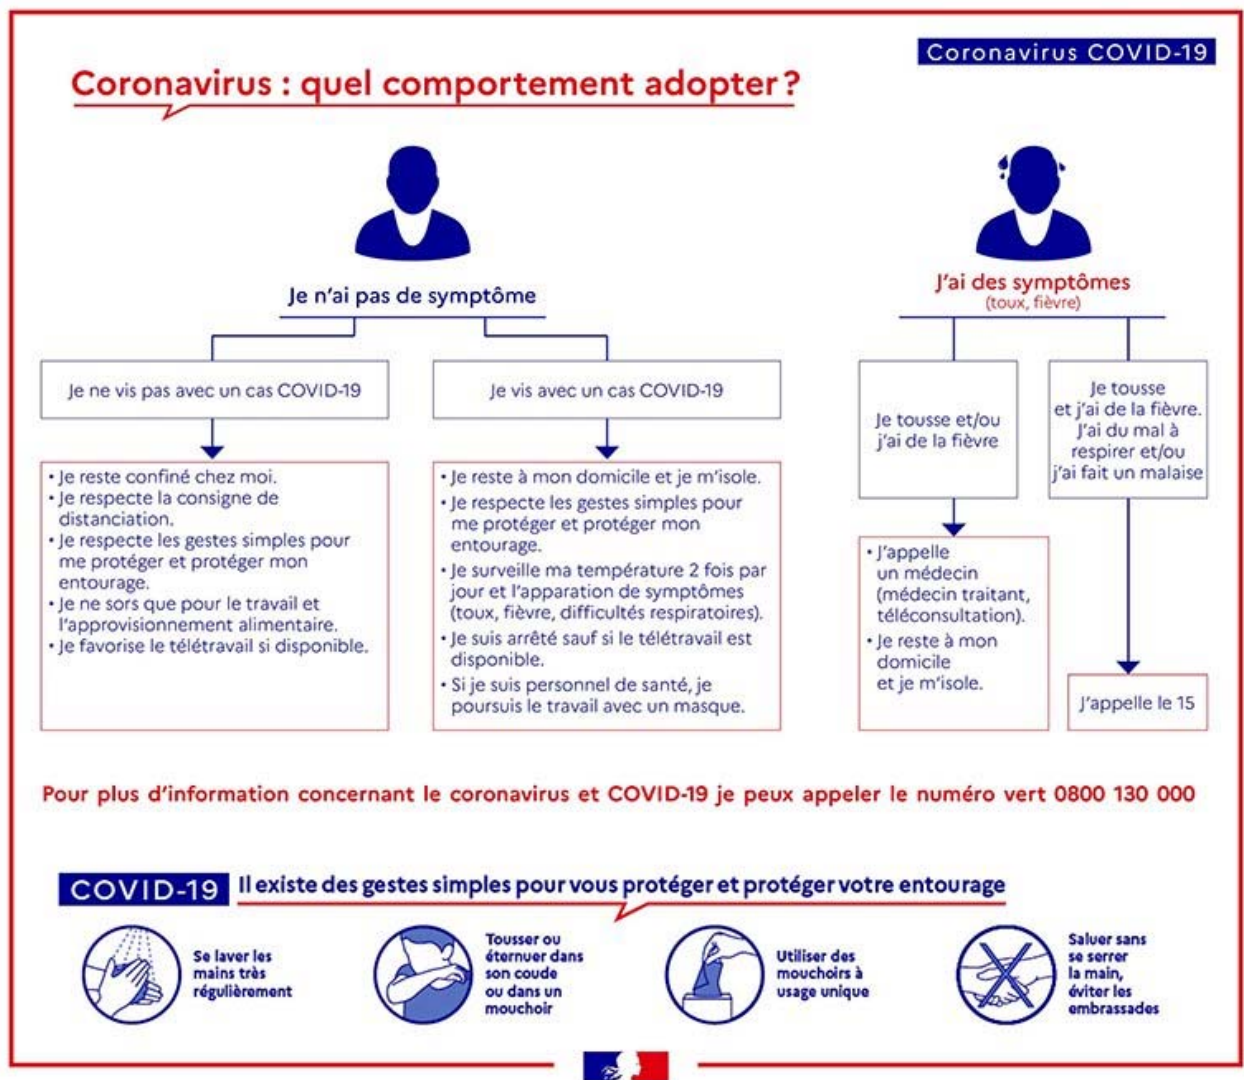 Coronavirus COVID-19
Coronavirus : quel comportement adopter ?
Je n'ai pas de symptôme
Je ne vis pas avec un cas COVID-19
• Je reste confiné chez moi.
• Je respecte la consigne de
distanciation.
• Je respecte les gestes simples pour
me protéger et protéger mon
entourage.
• Je ne sors que pour le travail et
l'approvisionnement alimentaire.
• Je favorise le télétravail si disponible.
Je vis avec un cas COVID-19
• Je reste à mon domicile et je m'isole.
• Je respecte les gestes simples pour
me protéger et protéger mon
entourage.
• Je surveille ma température 2 fois par
jour et l'apparation de symptômes
(toux, fièvre, difficultés respiratoires).
• Je suis arrêté sauf si le télétravail est
disponible.
• Si je suis personnel de santé, je
poursuis le travail avec un masque.
J'ai des symptômes
(toux, fièvre)
Je tousse et/ou
j'ai de la fièvre
• J'appelle
un médecin
(médecin traitant,
téléconsultation).
• Je reste à mon
domicile
et je m'isole.
Je tousse
et j'ai de la fièvre.
J'ai du mal à
respirer et/ou
j'ai fait un malaise
J'appelle le 15
Pour plus d'information concernant le coronavirus et COVID-19 je peux appeler le numéro vert 0800 130 000
COVID-19 Il existe des gestes simples pour vous protéger et protéger votre entourage
Se laver les
mains très
régulièrement
Tousser ou
éternuer dans
son coude
ou dans un
mouchoir
Utiliser des
mouchoirs à
usage unique
Saluer sans
se serrer
la main,
éviter les
embrassades